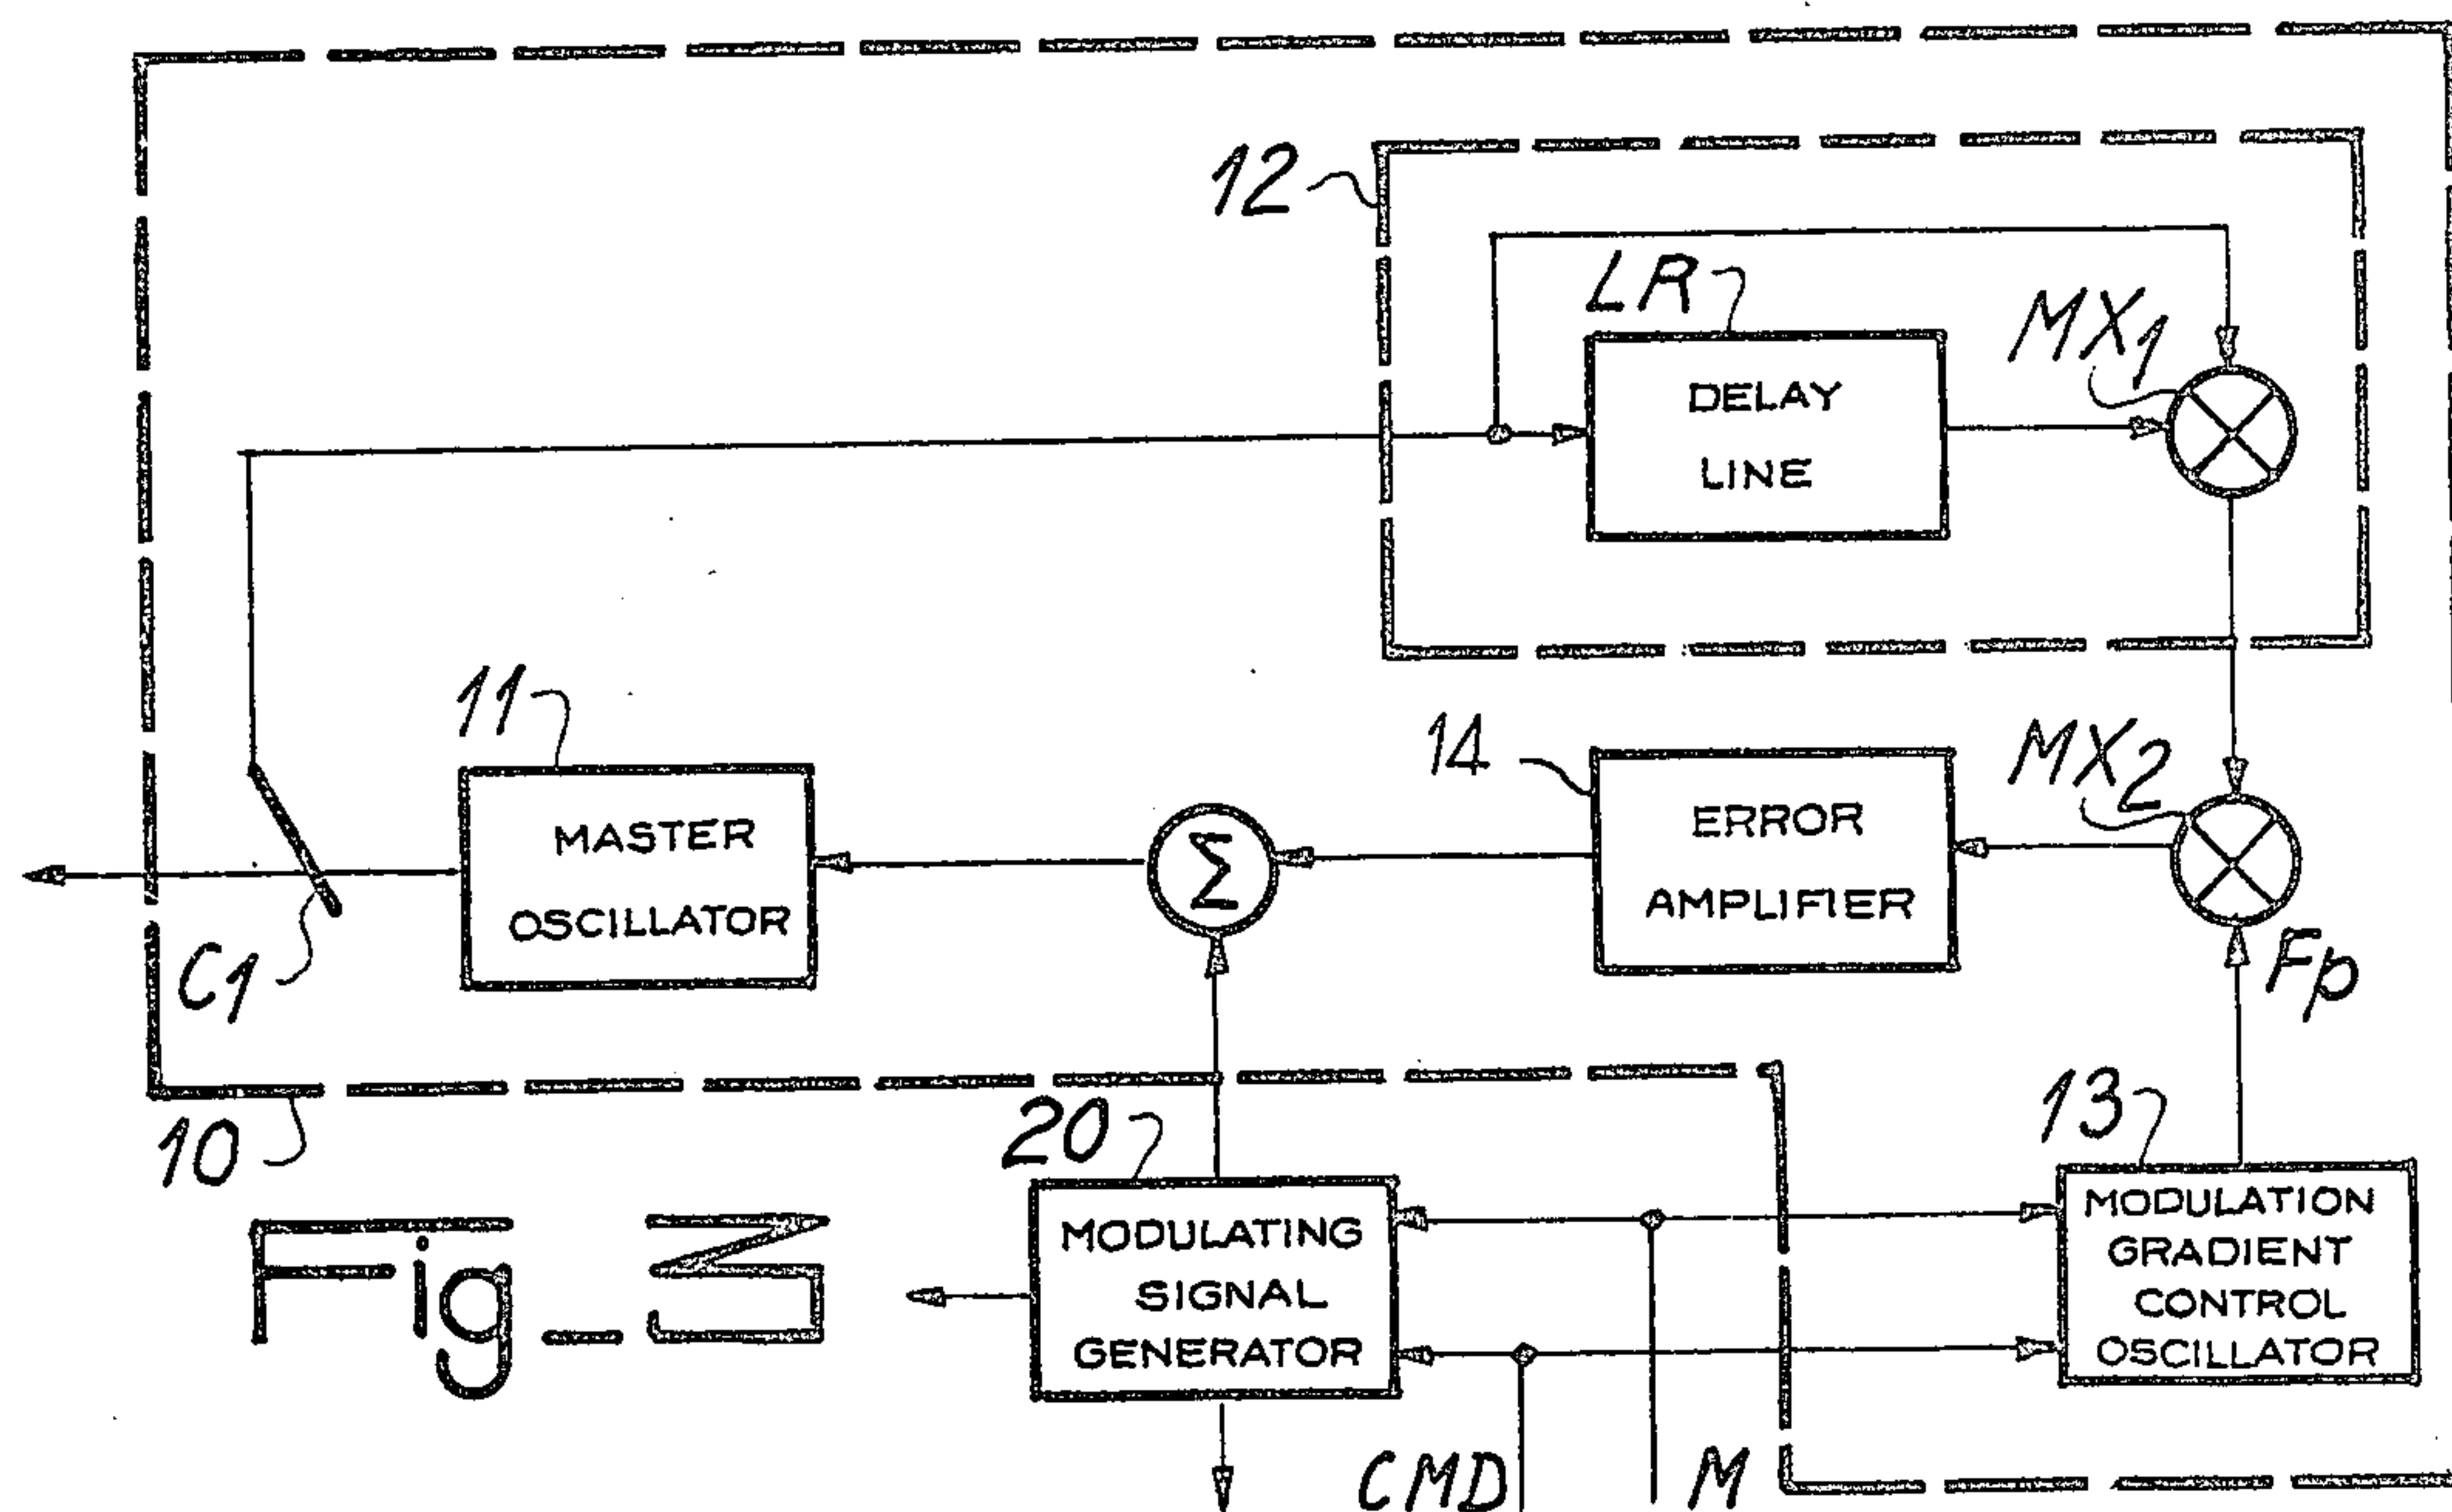 12
LR
MX1
DELAY
LINE
11
14
MX2
MASTER
OSCILLATOR
Σ
ERROR
AMPLIFIER
C1
Fp
10
20
13
MODULATING
SIGNAL
GENERATOR
MODULATION
GRADIENT
CONTROL
OSCILLATOR
Fig_3
CMD
M